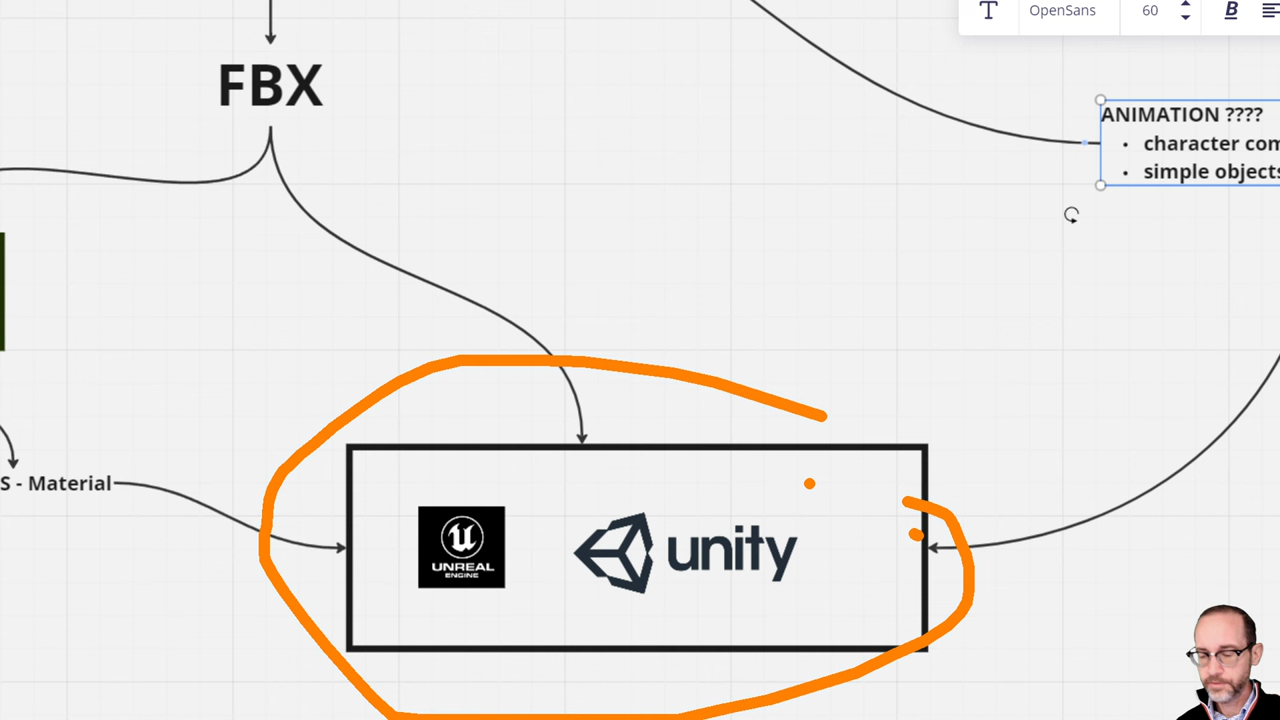 OpenSans 60 B
FBX
ANIMATION ????
• character com
• simple objects
S - Material
UNREAL
ENGINE
unity